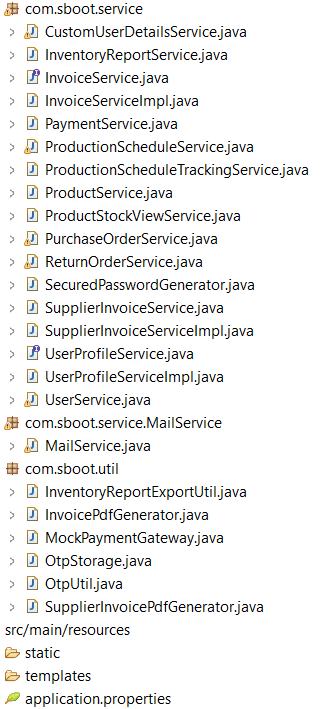 com.sboot.service
CustomUserDetailsService.java
InventoryReportService.java
InvoiceService.java
InvoiceServiceImpl.java
PaymentService.java
ProductionScheduleService.java
ProductionScheduleTrackingService.java
ProductService.java
ProductStockViewService.java
PurchaseOrderService.java
ReturnOrderService.java
SecuredPasswordGenerator.java
SupplierInvoiceService.java
SupplierInvoiceServiceImpl.java
UserProfileService.java
UserProfileServiceImpl.java
UserService.java
com.sboot.service.MailService
MailService.java
com.sboot.util
InventoryReportExportUtil.java
InvoicePdfGenerator.java
MockPaymentGateway.java
OtpStorage.java
OtpUtil.java
SupplierInvoicePdfGenerator.java
src/main/resources
static
templates
application.properties